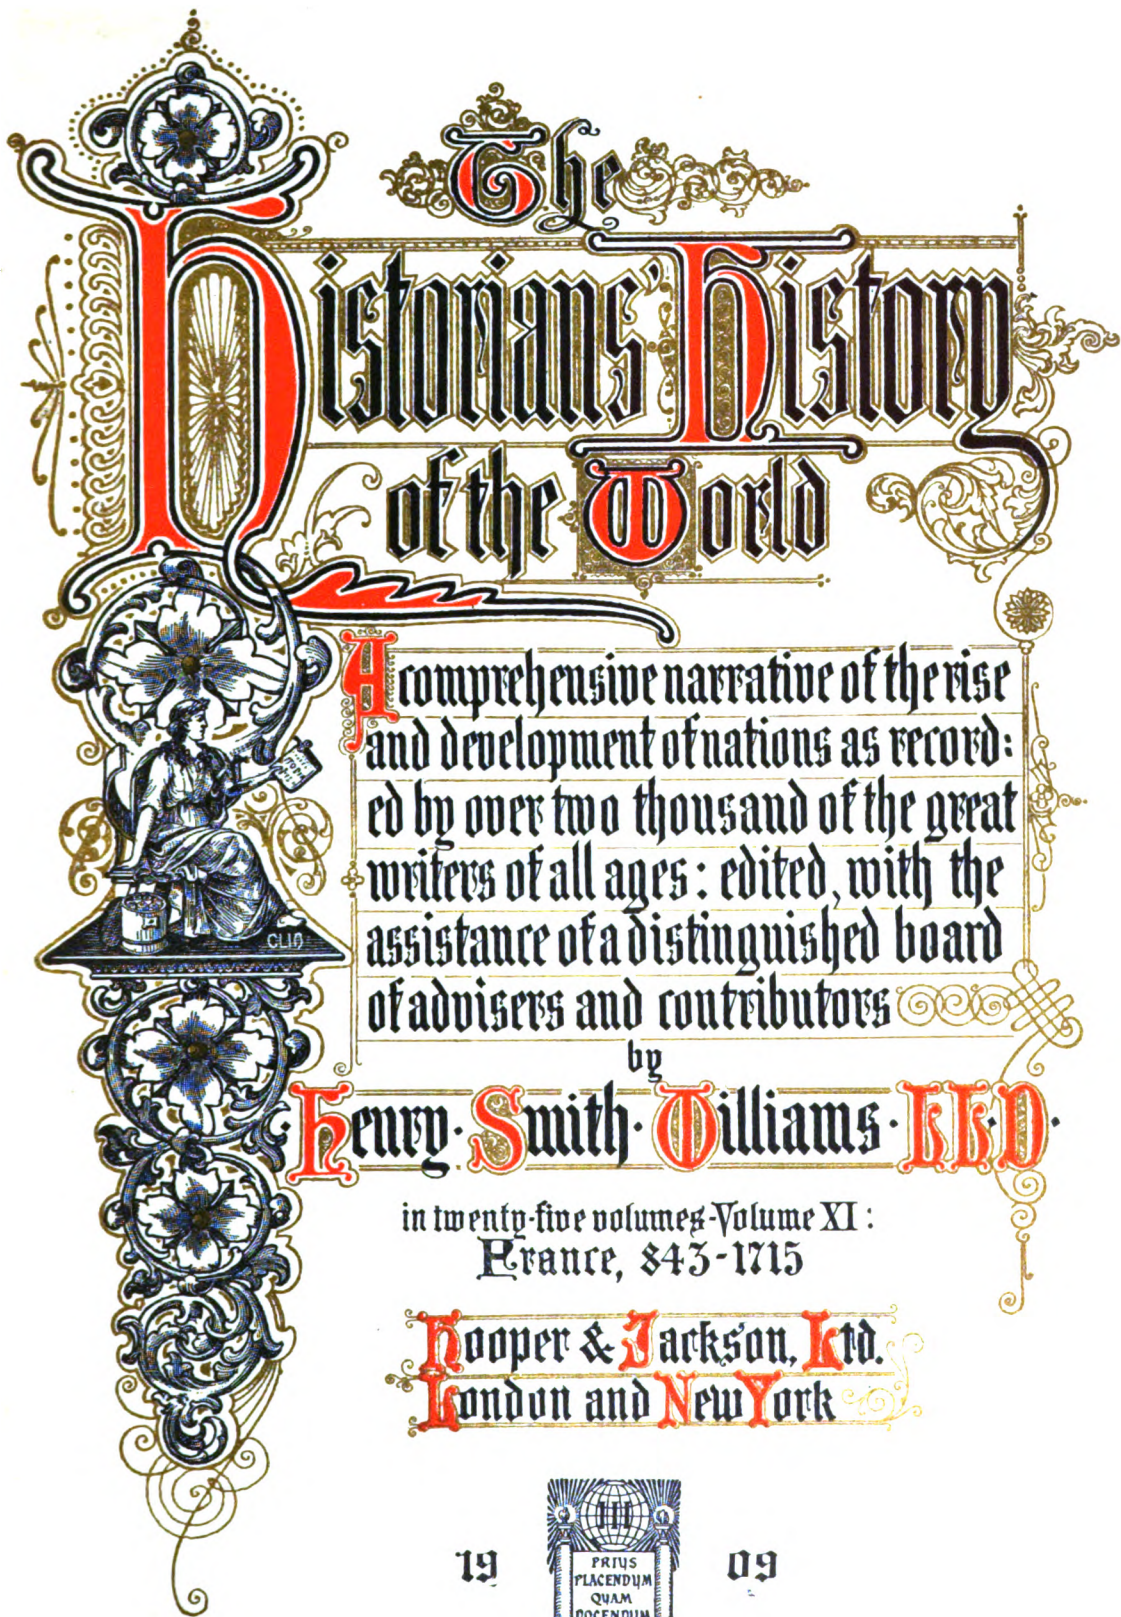 The
Historians' History
of the World
A comprehensive narrative of the rise
and development of nations as record:
ed by over two thousand of the great
writers of all ages: edited, with the
assistance of a distinguished board
of advisers and contributors
by
Henry · Smith · Williams · LL.D.
in twenty-five volumes-Volume XI:
France, 843-1715
Hooper & Jackson, Ltd.
London and New York
19 09
CLIO
III
PRIUS
PLACENDUM
QUAM
DOCENDUM